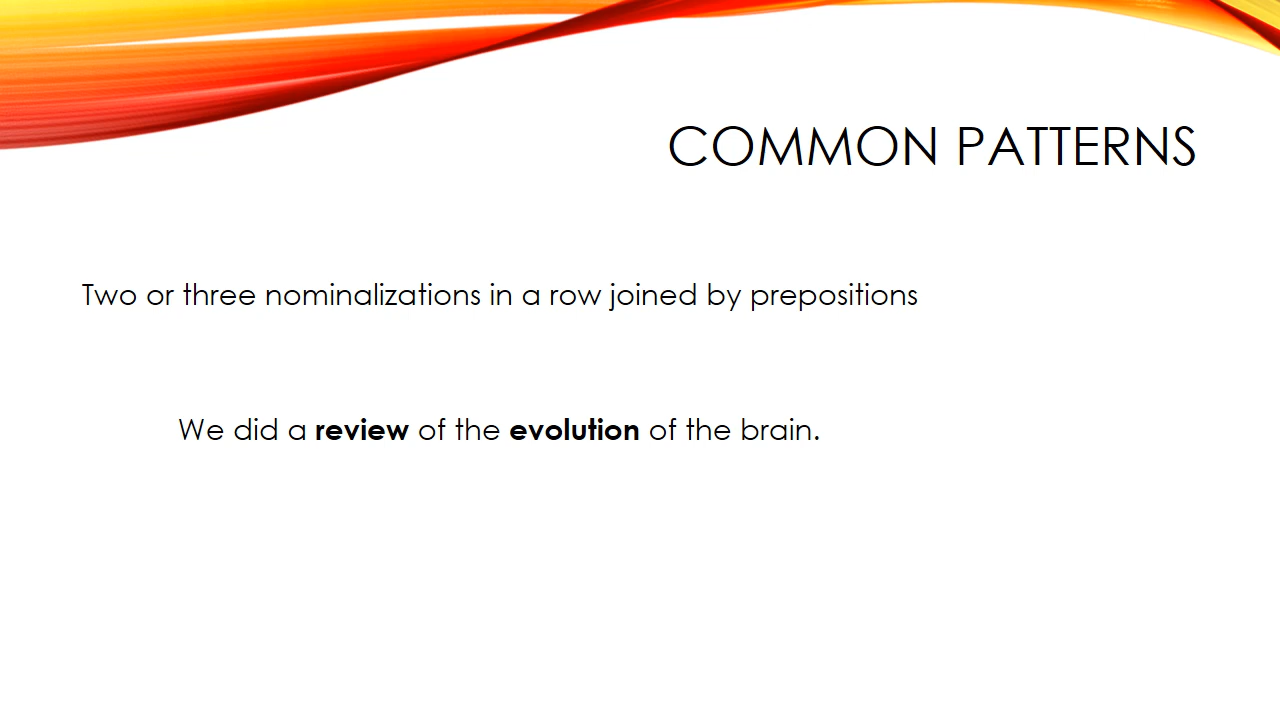 COMMON PATTERNS
Two or three nominalizations in a row joined by prepositions
We did a review of the evolution of the brain.